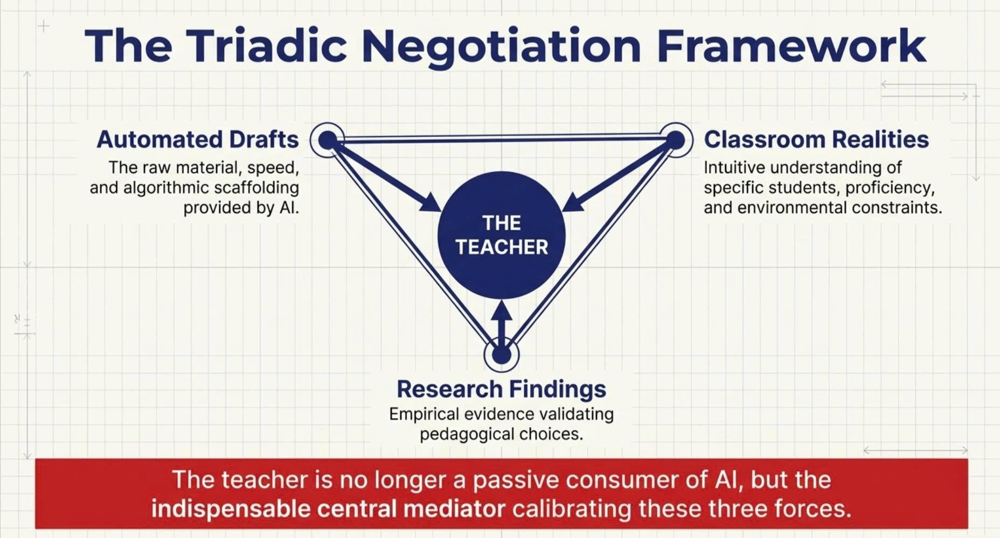 The Triadic Negotiation Framework
Automated Drafts
The raw material, speed,
and algorithmic scaffolding
provided by AI.
Classroom Realities
Intuitive understanding of
specific students, proficiency,
and environmental constraints.
THE
TEACHER
Research Findings
Empirical evidence validating
pedagogical choices.
The teacher is no longer a passive consumer of AI, but the
indispensable central mediator calibrating these three forces.